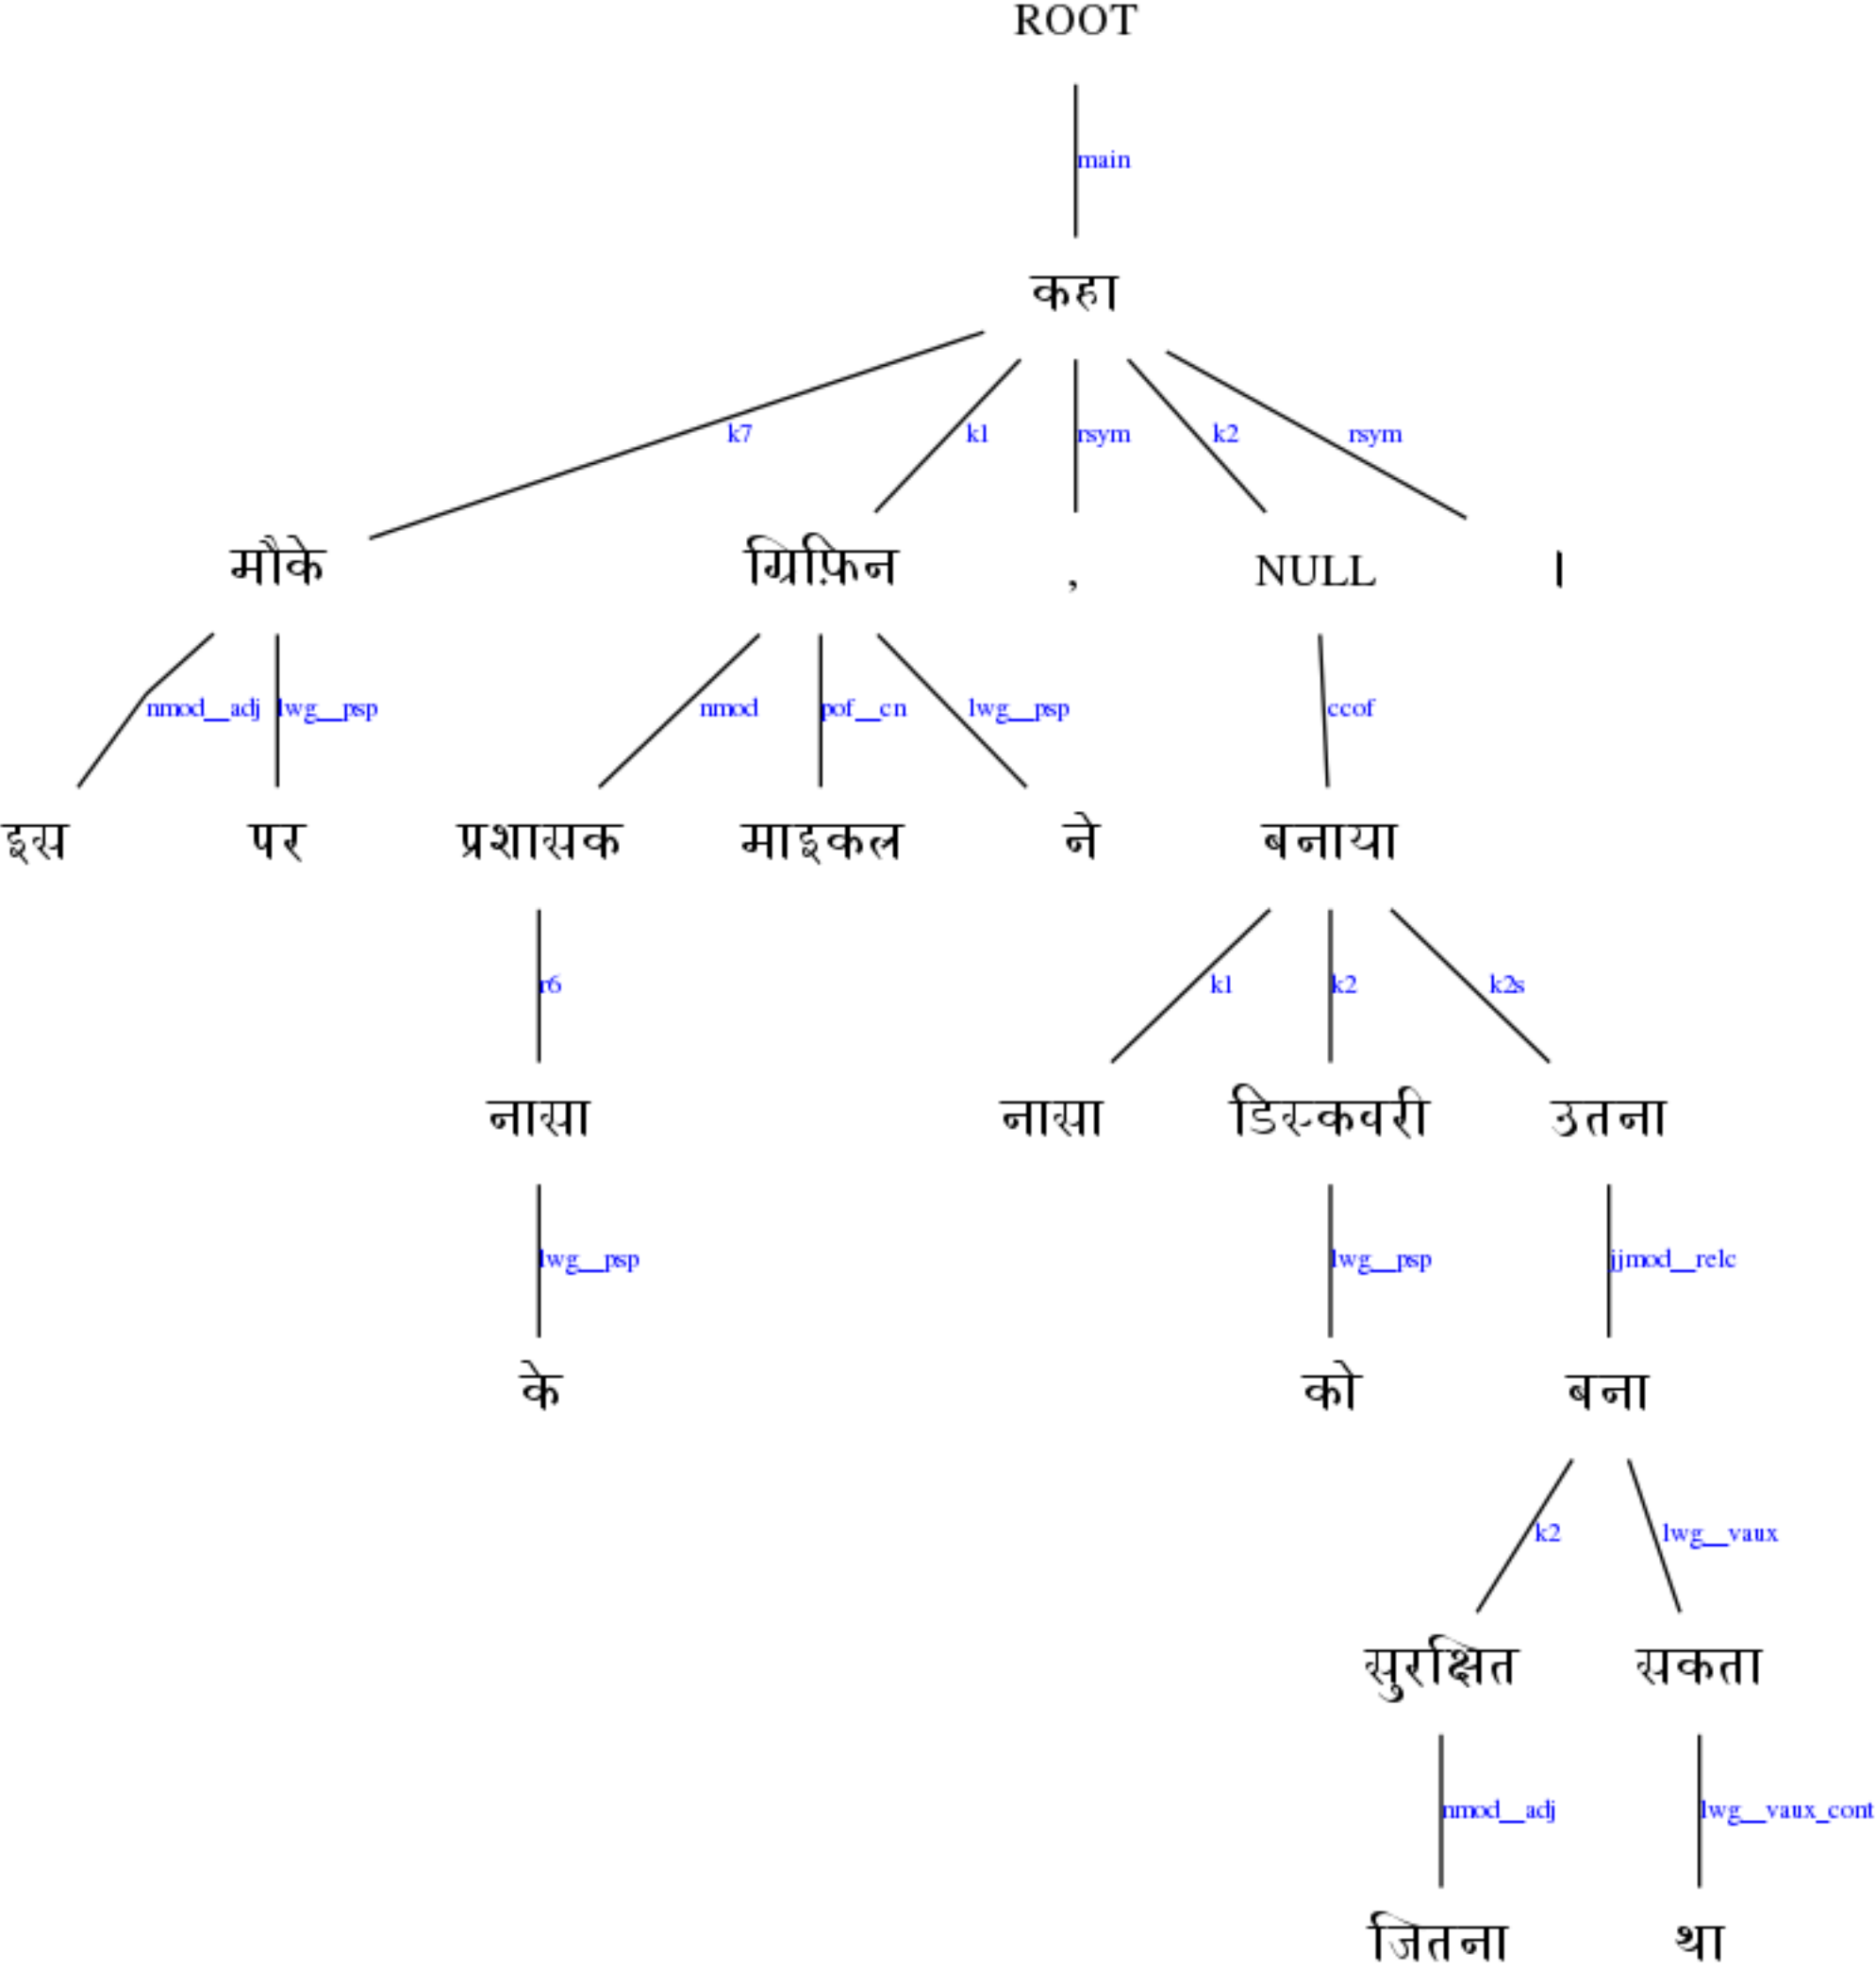 ROOT
main
कहा
k7 k1 rsym k2 rsym
मौके ग्रिफ़िन , NULL ।
nmod__adj lwg__psp nmod pof__cn lwg__psp ccof
इस पर प्रशासक माइकल ने बनाया
r6 k1 k2 k2s
नासा नासा डिस्कवरी उतना
lwg__psp lwg__psp jjmod__relc
के को बना
k2 lwg__vaux
सुरक्षित सकता
nmod__adj lwg__vaux_cont
जितना था